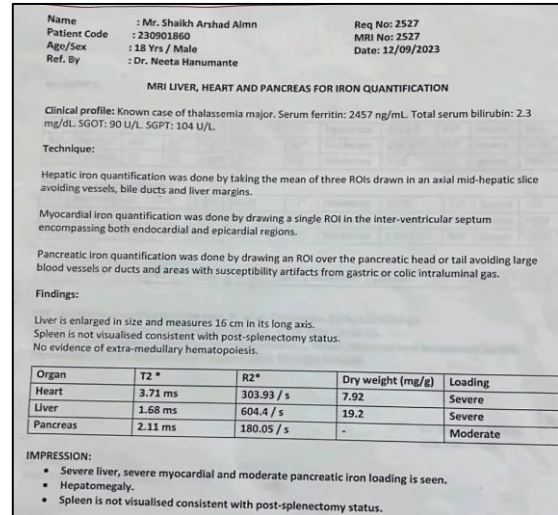 Name : Mr. Shaikh Arshad Almn Req No: 2527
Patient Code : 230901860 MRI No: 2527
Age/Sex : 18 Yrs / Male Date: 12/09/2023
Ref. By : Dr. Neeta Hanumante
MRI LIVER, HEART AND PANCREAS FOR IRON QUANTIFICATION
Clinical profile: Known case of thalassemia major. Serum ferritin: 2457 ng/mL. Total serum bilirubin: 2.3
mg/dL. SGOT: 90 U/L. SGPT: 104 U/L.
Technique:
Hepatic iron quantification was done by taking the mean of three ROIs drawn in an axial mid-hepatic slice
avoiding vessels, bile ducts and liver margins.
Myocardial iron quantification was done by drawing a single ROI in the inter-ventricular septum
encompassing both endocardial and epicardial regions.
Pancreatic iron quantification was done by drawing an ROI over the pancreatic head or tail avoiding large
blood vessels or ducts and areas with susceptibility artifacts from gastric or colic intraluminal gas.
Findings:
Liver is enlarged in size and measures 16 cm in its long axis.
Spleen is not visualised consistent with post-splenectomy status.
No evidence of extra-medullary hematopoiesis.
Organ T2 * R2* Dry weight (mg/g) Loading
Heart 3.71 ms 303.93 / s 7.92 Severe
Liver 1.68 ms 604.4 / s 19.2 Severe
Pancreas 2.11 ms 180.05 / s - Moderate
IMPRESSION:
• Severe liver, severe myocardial and moderate pancreatic iron loading is seen.
• Hepatomegaly.
• Spleen is not visualised consistent with post-splenectomy status.